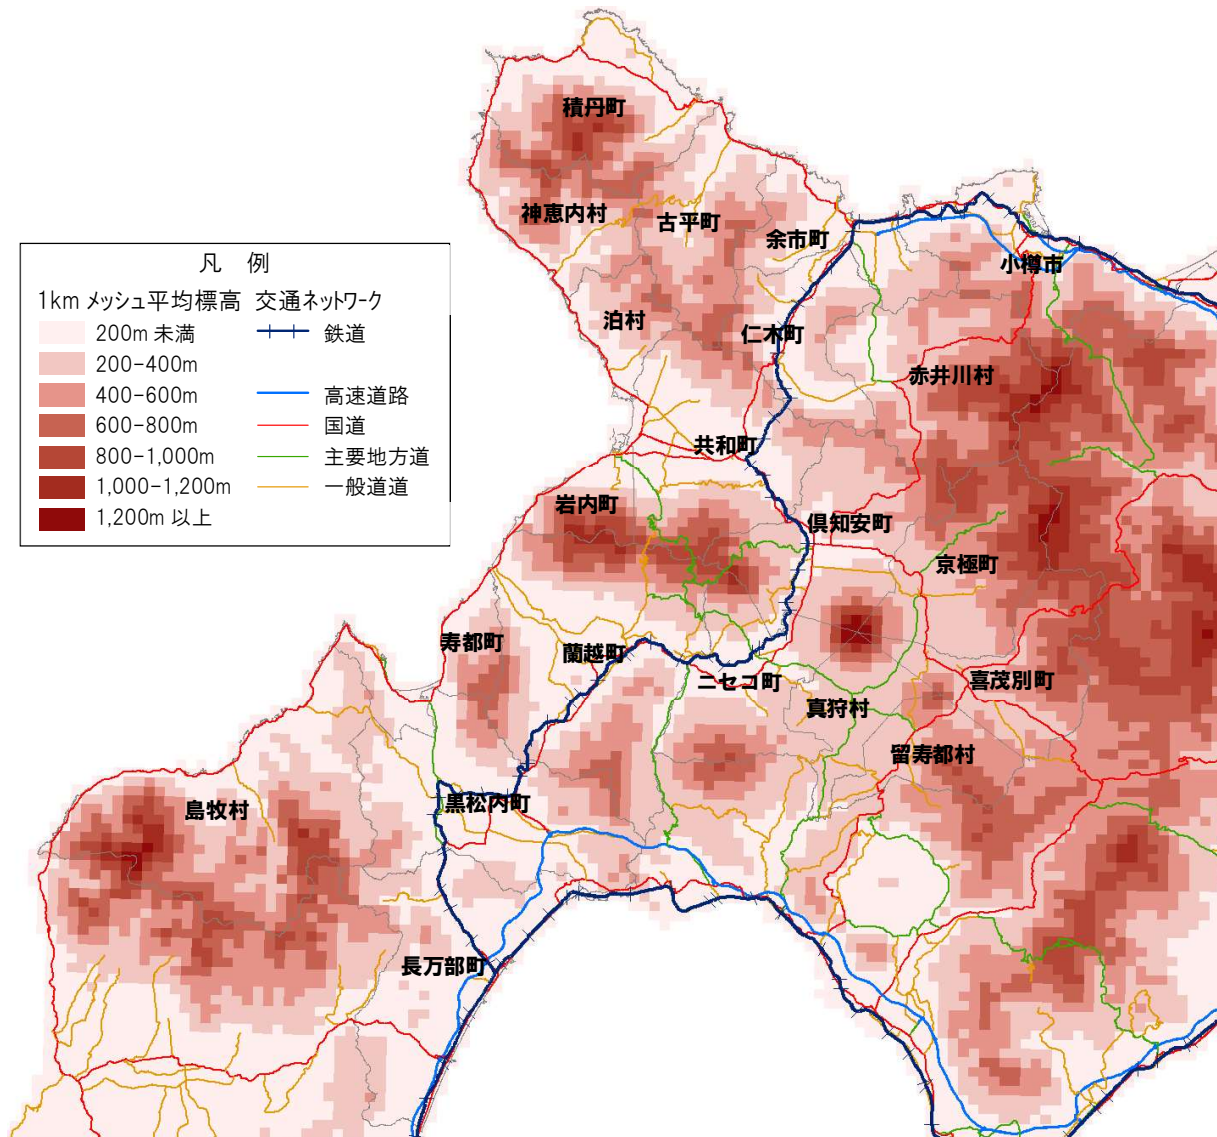 積丹町
神恵内村
古平町
余市町
小樽市
凡 例
1km メッシュ平均標高 交通ネットワーク
200m 未満 鉄道
200-400m
400-600m 高速道路
600-800m 国道
800-1,000m 主要地方道
1,000-1,200m 一般道道
1,200m 以上
泊村
仁木町
赤井川村
共和町
岩内町
倶知安町
京極町
寿都町
蘭越町
ニセコ町
喜茂別町
真狩村
留寿都村
島牧村
黒松内町
長万部町